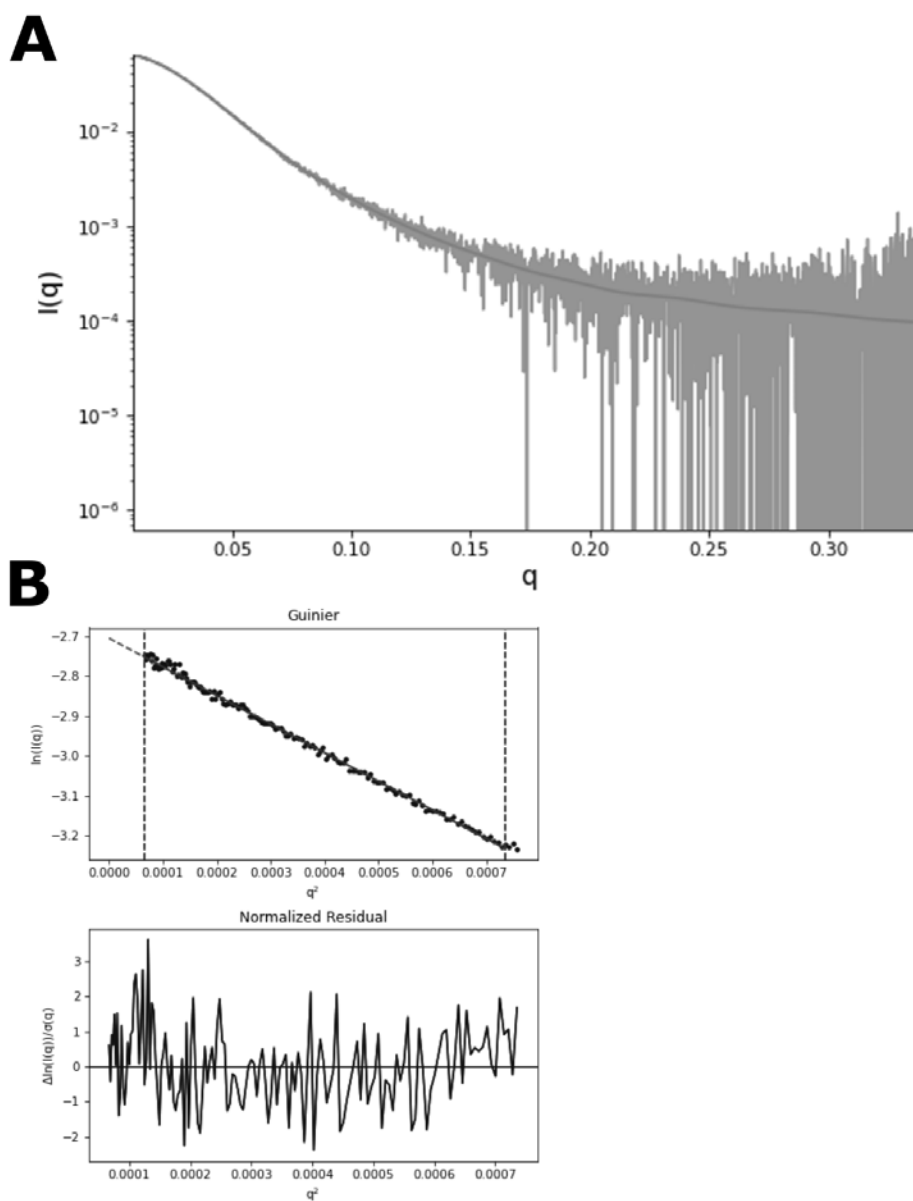 A
I(q)
10⁻²
10⁻³
10⁻⁴
10⁻⁵
10⁻⁶
0.05 0.10 0.15 0.20 0.25 0.30
q
B
Guinier
ln(I(q))
−2.7
−2.8
−2.9
−3.0
−3.1
−3.2
0.0000 0.0001 0.0002 0.0003 0.0004 0.0005 0.0006 0.0007
q²
Normalized Residual
Δln(I(q))/σ(q)
3
2
1
0
−1
−2
0.0001 0.0002 0.0003 0.0004 0.0005 0.0006 0.0007
q²